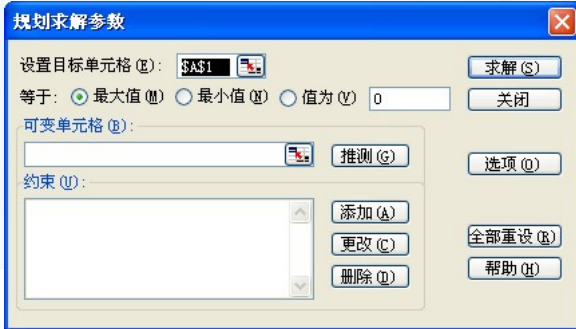 规划求解参数
设置目标单元格(E): $A$1 求解(S)
等于: 最大值(M) 最小值(N) 值为(V) 0 关闭
可变单元格(B):
推测(G) 选项(O)
约束(U):
添加(A)
更改(C) 全部重设(R)
删除(D) 帮助(H)